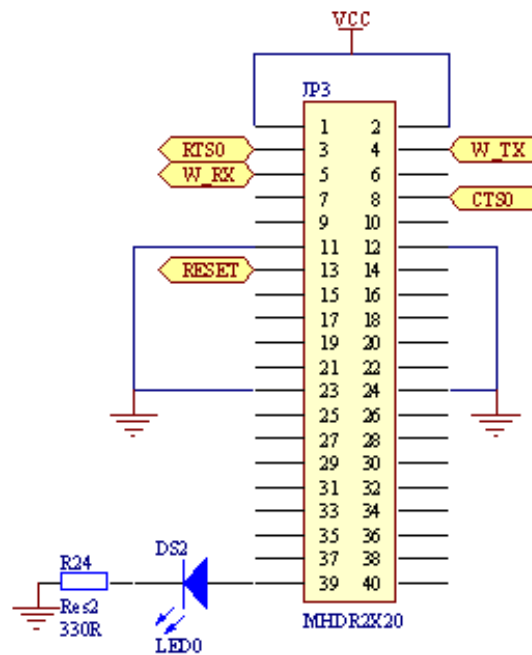 VCC
JP3
1 2
RTS0 3 4 W_TX
W_RX 5 6
7 8 CTS0
9 10
11 12
RESET 13 14
15 16
17 18
19 20
21 22
23 24
25 26
27 28
29 30
31 32
33 34
35 36
37 38
39 40
R24
Res2
330R
DS2
LED0
MHDR2X20